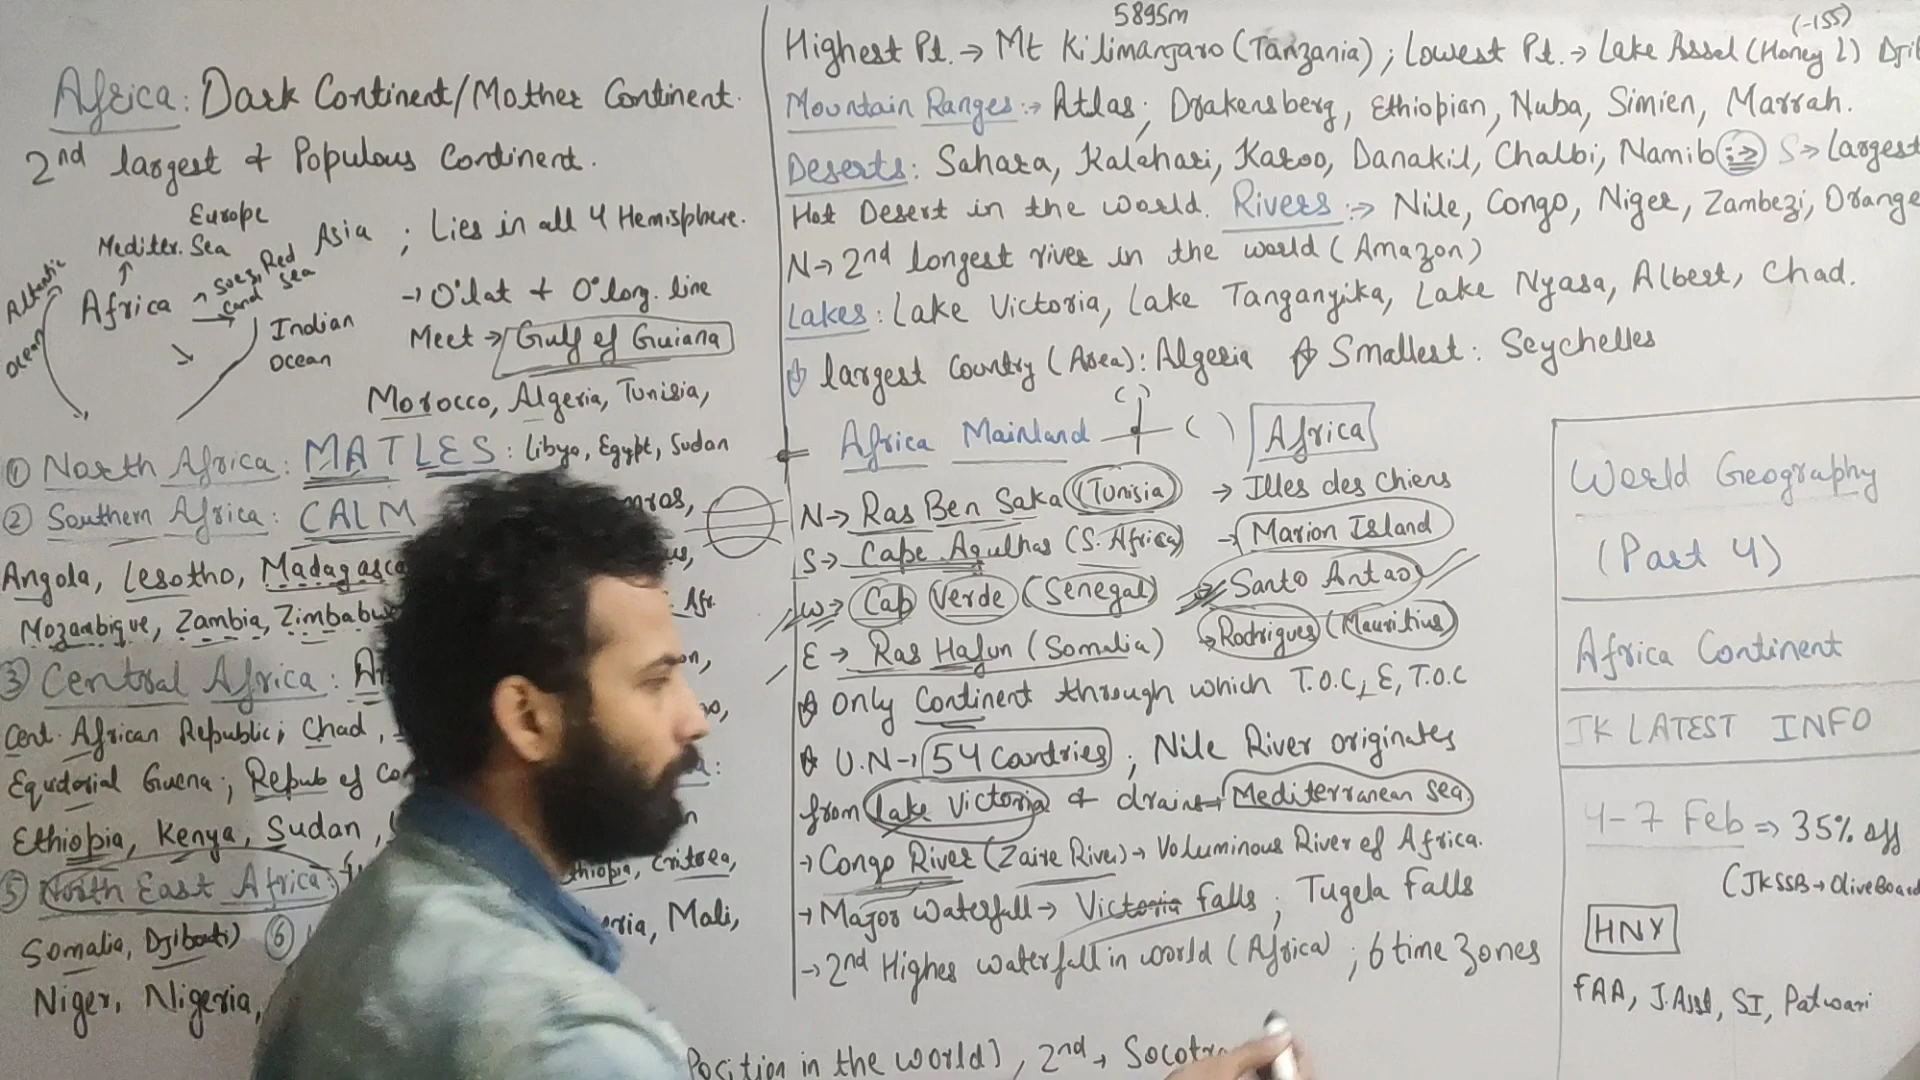 Africa: Dark Continent/Mother Continent.
2nd largest & Populous Continent.
Europe
Mediter. Sea
Asia
; Lies in all 4 Hemisphere.
Atlantic
Ocean
Africa
Suez
Red
Sea
Indian
Ocean
→ 0°lat + 0°long. line
Meet → Gulf of Guiana
Morocco, Algeria, Tunisia,
① North Africa: MATLES: Libya, Egypt, Sudan
② Southern Africa: CALM
Angola, Lesotho,
Mozambique, Zambia,
Afr.
③ Central Africa:
Cent. African Republic; Chad,
Equtorial Guena; Repub of
Ethiopia, Kenya, Sudan,
⑤ North East Africa:
Eritrea,
Somalia, Djibouti) ⑥
Mali,
Niger, Nigeria,
5895m
(-155)
Highest Pt. → Mt Kilimanjaro (Tanzania); Lowest Pt. → Lake Assal (Honey L)
Mountain Ranges:→ Atlas; Drakensberg, Ethiopian, Nuba, Simien, Marrah.
Deserts: Sahara, Kalahari, Karoo, Danakil, Chalbi, Namib :⇒ S⇒ Largest
Hot Desert in the world. Rivers:→ Nile, Congo, Niger, Zambezi, Orange
N→ 2nd longest river in the world (Amazon)
Lakes: Lake Victoria, Lake Tanganyika, Lake Nyasa, Albert, Chad.
largest Country (Area): Algeria Smallest: Seychelles
Africa Mainland ( ) ( ) Africa
N→ Ras Ben Saka (Tunisia) → Illes des Chiens
S→ Cape Agulhas (S. Africa) → Marion Island
W→ Cap Verde (Senegal) → Santo Antao
E → Ras Hafun (Somalia) → Rodrigues (Mauritius)
Only Continent through which T.O.C, E, T.O.C
U.N→ 54 Countries; Nile River originates
from Lake Victoria & drains→ Mediterranean Sea.
→ Congo River (Zaire River)→ Voluminous River of Africa.
→ Major Waterfall→ Victoria Falls; Tugela Falls
→ 2nd Highes waterfall in world (Africa); 6 time Zones
Position in the world), 2nd →
World Geography
(Part 4)
Africa Continent
JK LATEST INFO
4-7 Feb ⇒ 35% off
(JKSSB→OliveBoard
HNY
FAA, J.Asst, SI, Patwari